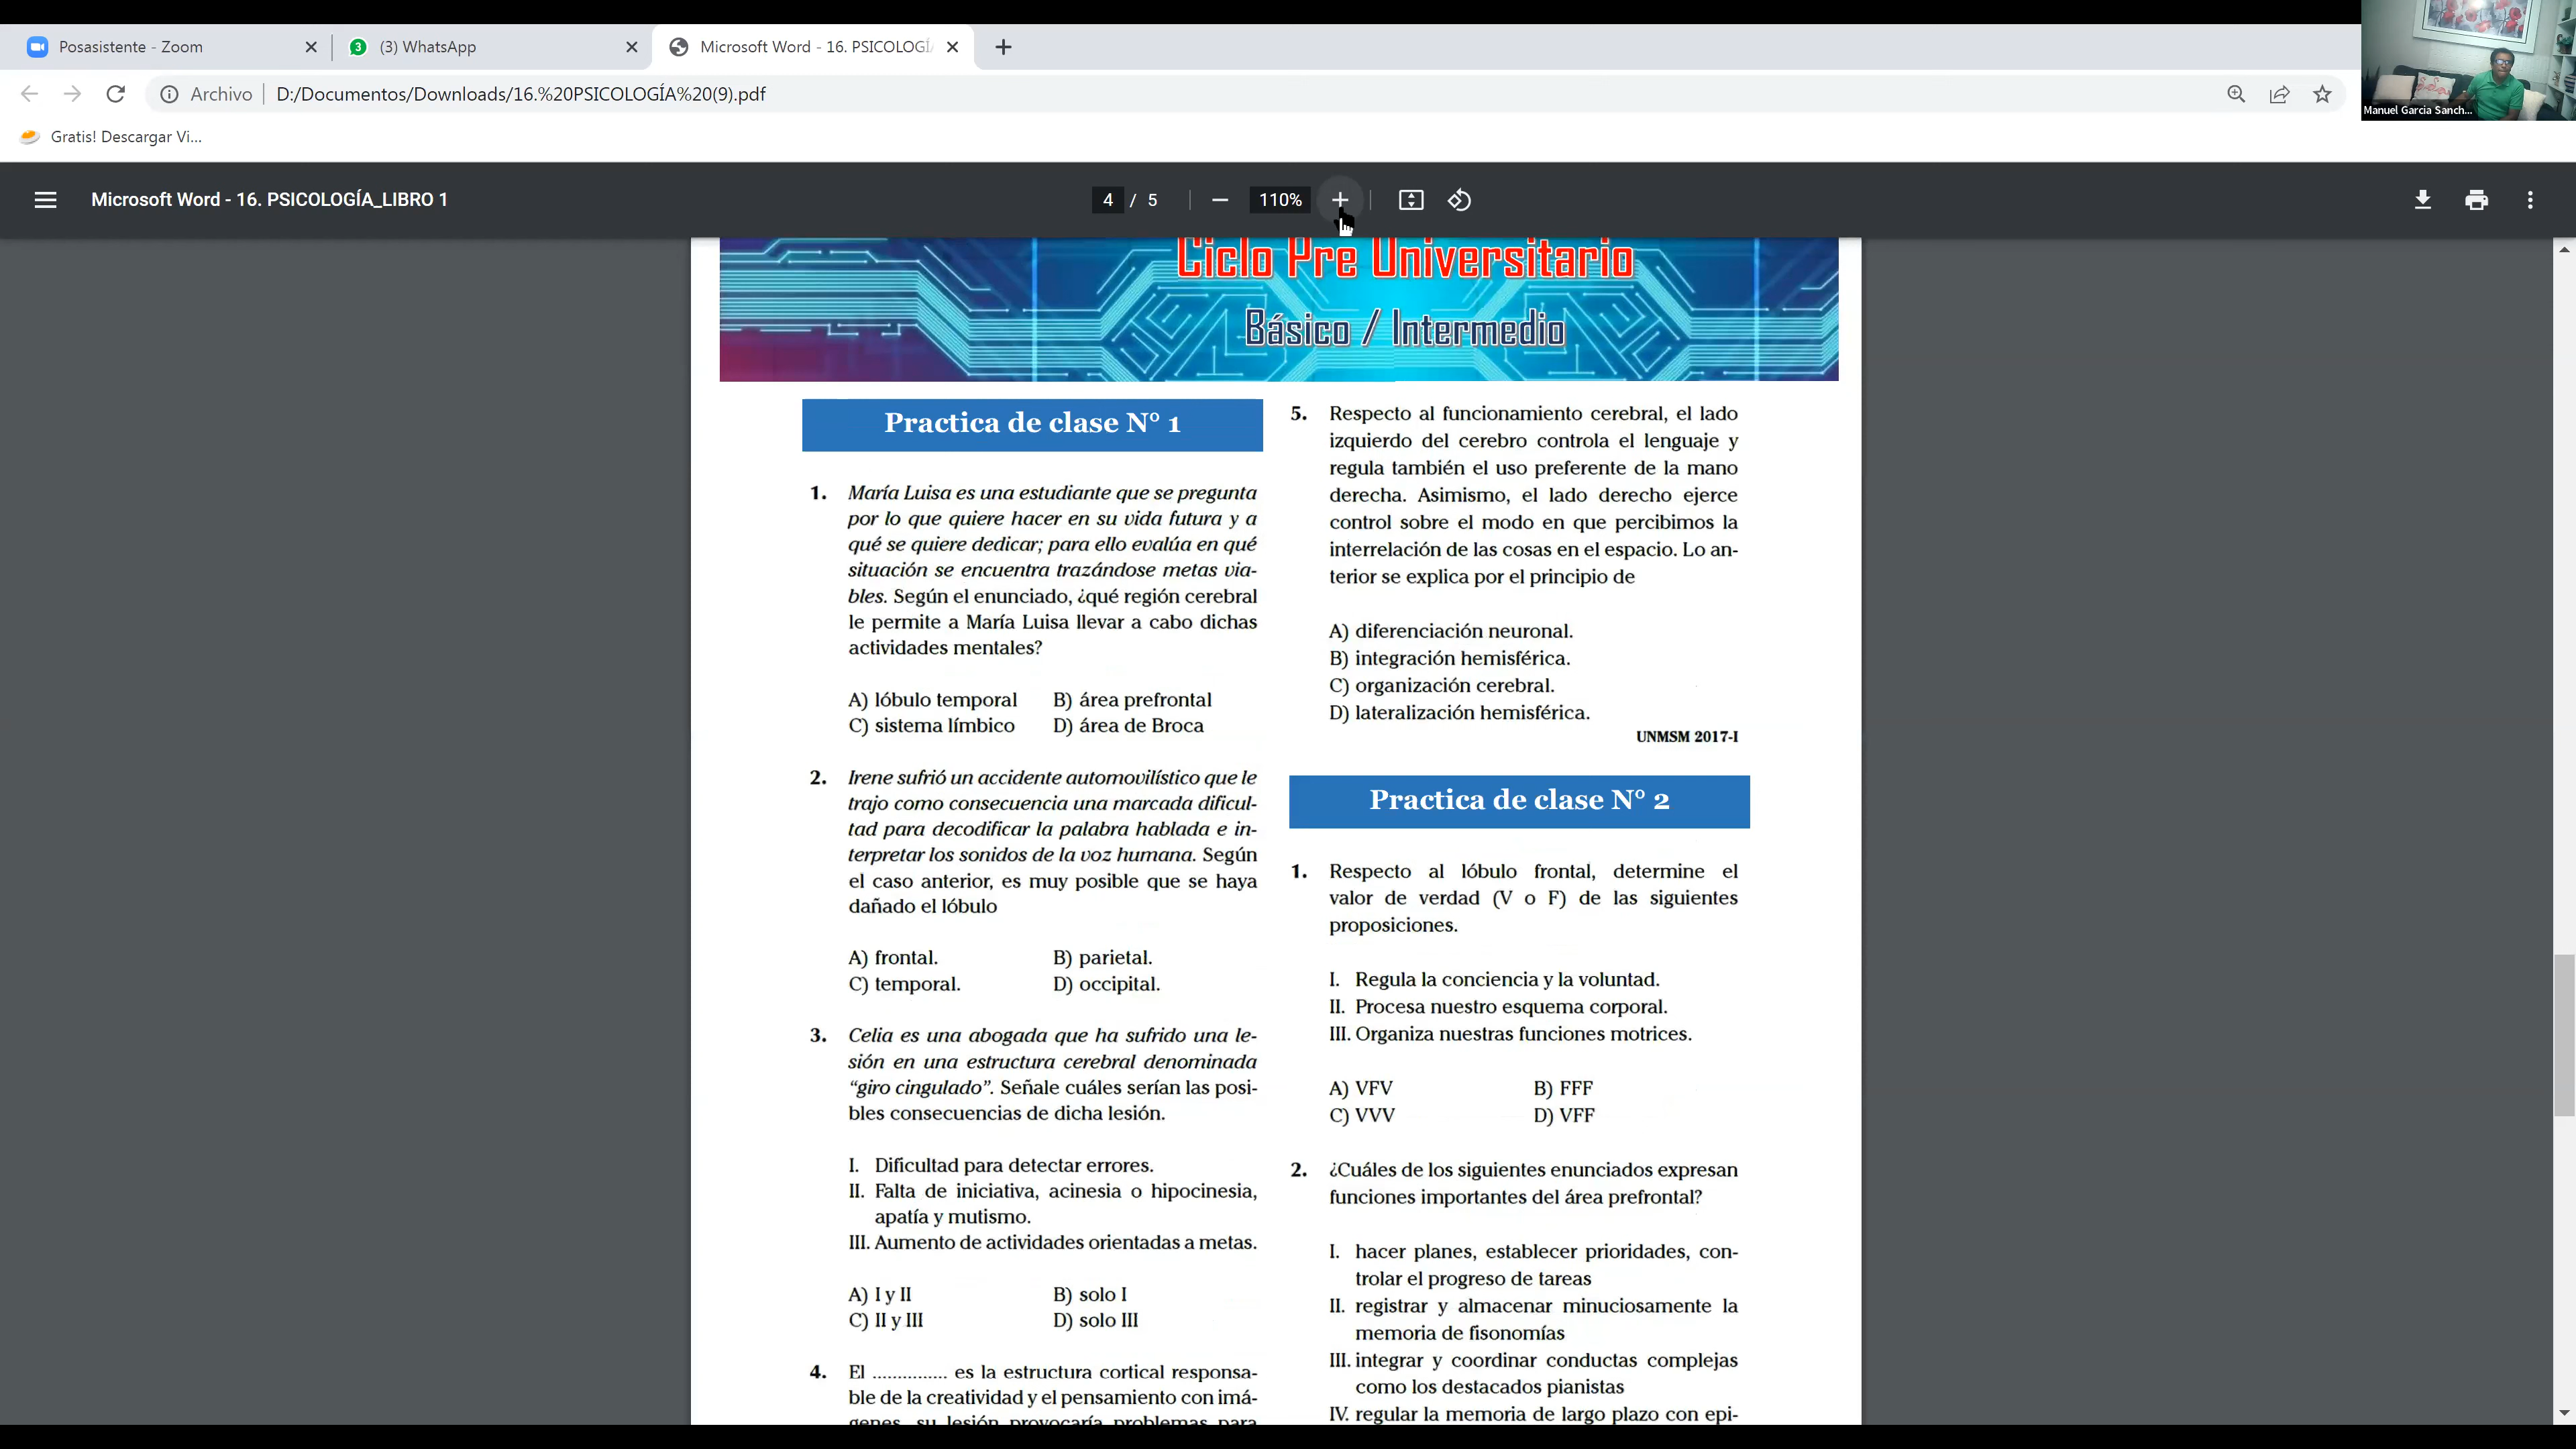 Posasistente - Zoom
3
(3) WhatsApp
Microsoft Word - 16. PSICOLOGÍ
Archivo
D:/Documentos/Downloads/16.%20PSICOLOGÍA%20(9).pdf
Gratis! Descargar Vi...
Manuel Garcia Sanch...
Microsoft Word - 16. PSICOLOGÍA_LIBRO 1
4 / 5
110%
Ciclo Pre Universitario
Básico / Intermedio
Practica de clase N° 1
1. María Luisa es una estudiante que se pregunta
por lo que quiere hacer en su vida futura y a
qué se quiere dedicar; para ello evalúa en qué
situación se encuentra trazándose metas via-
bles. Según el enunciado, ¿qué región cerebral
le permite a María Luisa llevar a cabo dichas
actividades mentales?
A) lóbulo temporal B) área prefrontal
C) sistema límbico D) área de Broca
2. Irene sufrió un accidente automovilístico que le
trajo como consecuencia una marcada dificul-
tad para decodificar la palabra hablada e in-
terpretar los sonidos de la voz humana. Según
el caso anterior, es muy posible que se haya
dañado el lóbulo
A) frontal. B) parietal.
C) temporal. D) occipital.
3. Celia es una abogada que ha sufrido una le-
sión en una estructura cerebral denominada
“giro cingulado”. Señale cuáles serían las posi-
bles consecuencias de dicha lesión.
I. Dificultad para detectar errores.
II. Falta de iniciativa, acinesia o hipocinesia,
apatía y mutismo.
III. Aumento de actividades orientadas a metas.
A) I y II B) solo I
C) II y III D) solo III
4. El ............... es la estructura cortical responsa-
ble de la creatividad y el pensamiento con imá-
genes, su lesión provocaría problemas para
5. Respecto al funcionamiento cerebral, el lado
izquierdo del cerebro controla el lenguaje y
regula también el uso preferente de la mano
derecha. Asimismo, el lado derecho ejerce
control sobre el modo en que percibimos la
interrelación de las cosas en el espacio. Lo an-
terior se explica por el principio de
A) diferenciación neuronal.
B) integración hemisférica.
C) organización cerebral.
D) lateralización hemisférica.
UNMSM 2017-I
Practica de clase N° 2
1. Respecto al lóbulo frontal, determine el
valor de verdad (V o F) de las siguientes
proposiciones.
I. Regula la conciencia y la voluntad.
II. Procesa nuestro esquema corporal.
III. Organiza nuestras funciones motrices.
A) VFV B) FFF
C) VVV D) VFF
2. ¿Cuáles de los siguientes enunciados expresan
funciones importantes del área prefrontal?
I. hacer planes, establecer prioridades, con-
trolar el progreso de tareas
II. registrar y almacenar minuciosamente la
memoria de fisonomías
III. integrar y coordinar conductas complejas
como los destacados pianistas
IV. regular la memoria de largo plazo con epi-